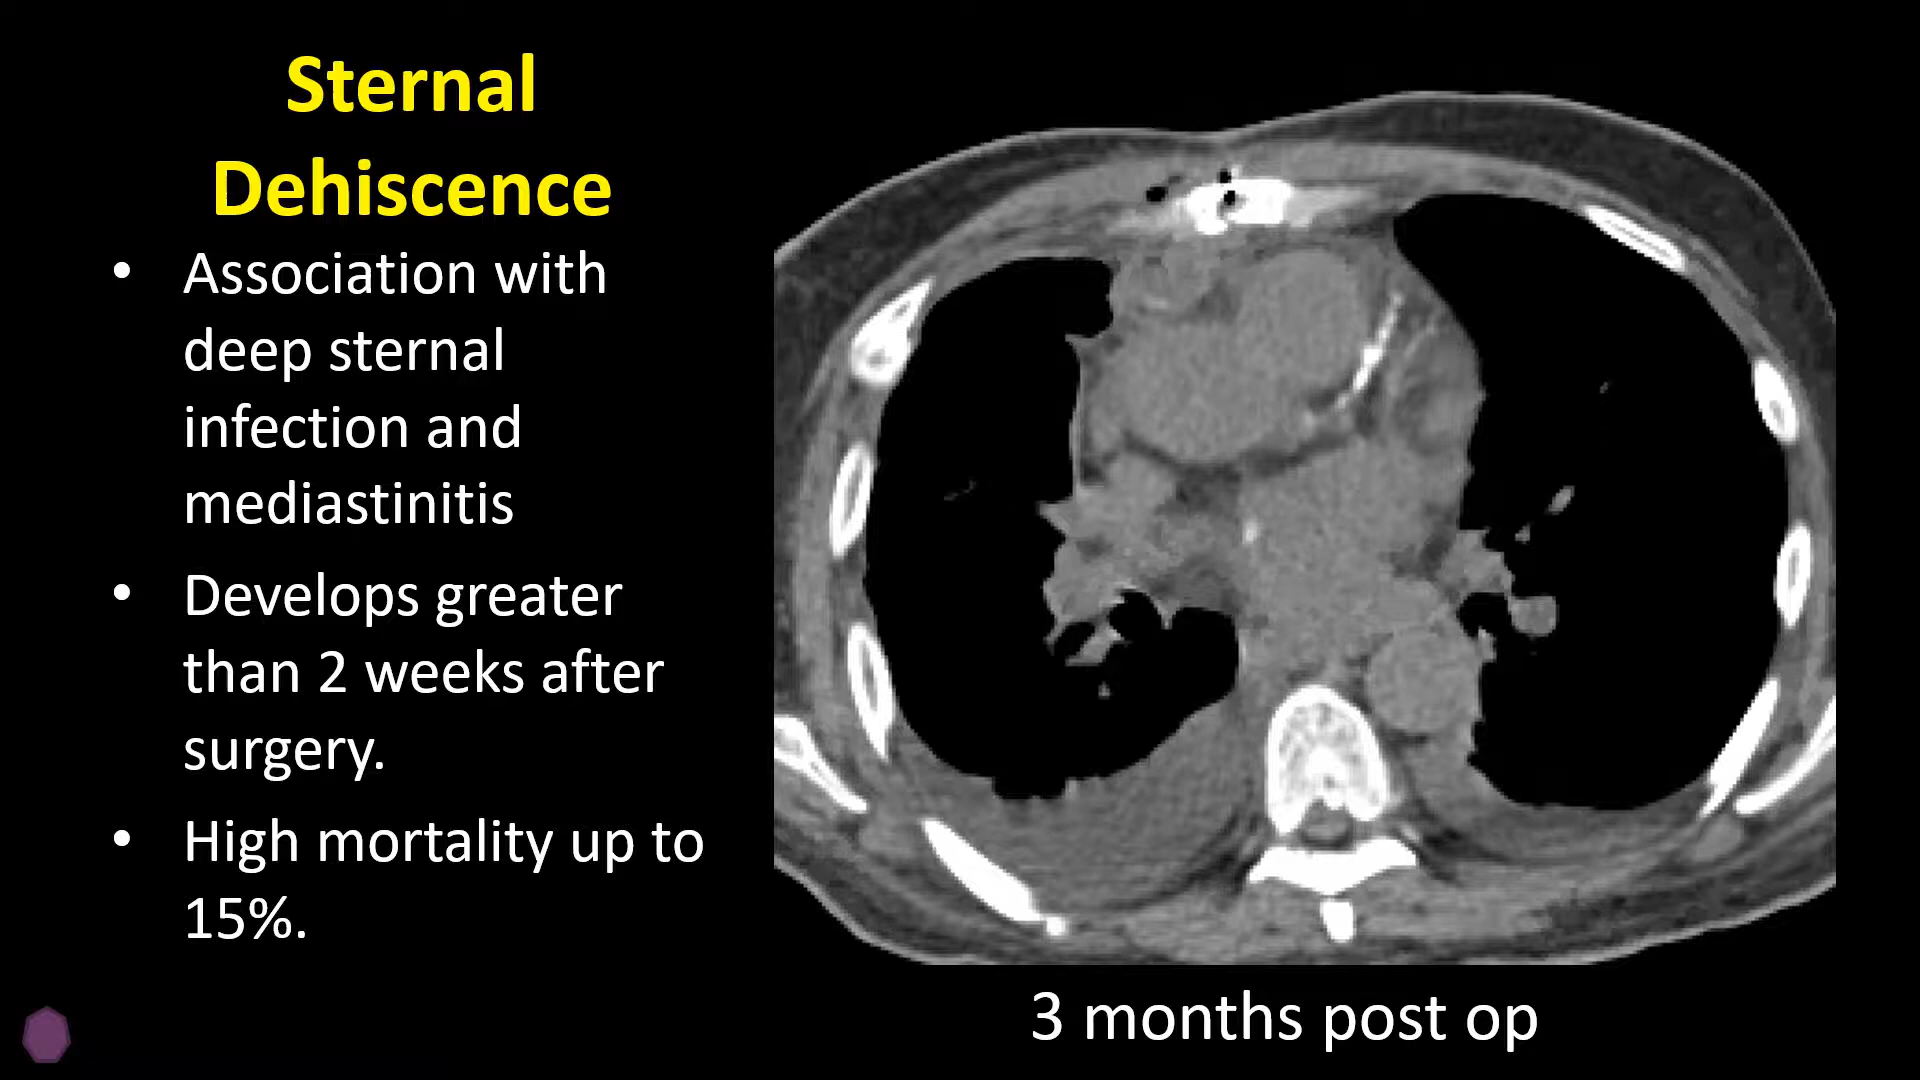 Sternal
Dehiscence
• Association with
deep sternal
infection and
mediastinitis
• Develops greater
than 2 weeks after
surgery.
• High mortality up to
15%.
3 months post op